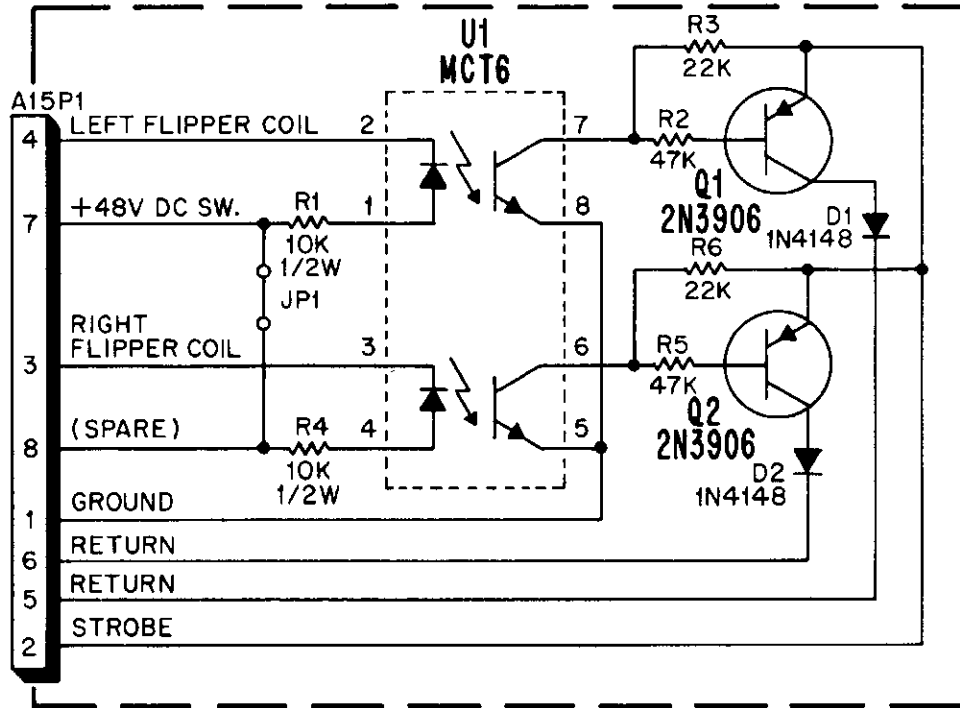 U1
MCT6
R3
22K
A15P1
4 LEFT FLIPPER COIL 2
7
R2
47K
Q1
2N3906
7 +48V DC SW.
R1
10K
1/2W
1
8
D1
1N4148
JP1
R6
22K
RIGHT
3 FLIPPER COIL 3
6
R5
47K
Q2
2N3906
8 (SPARE)
R4
10K
1/2W
4
5
D2
1N4148
1 GROUND
6 RETURN
5 RETURN
2 STROBE